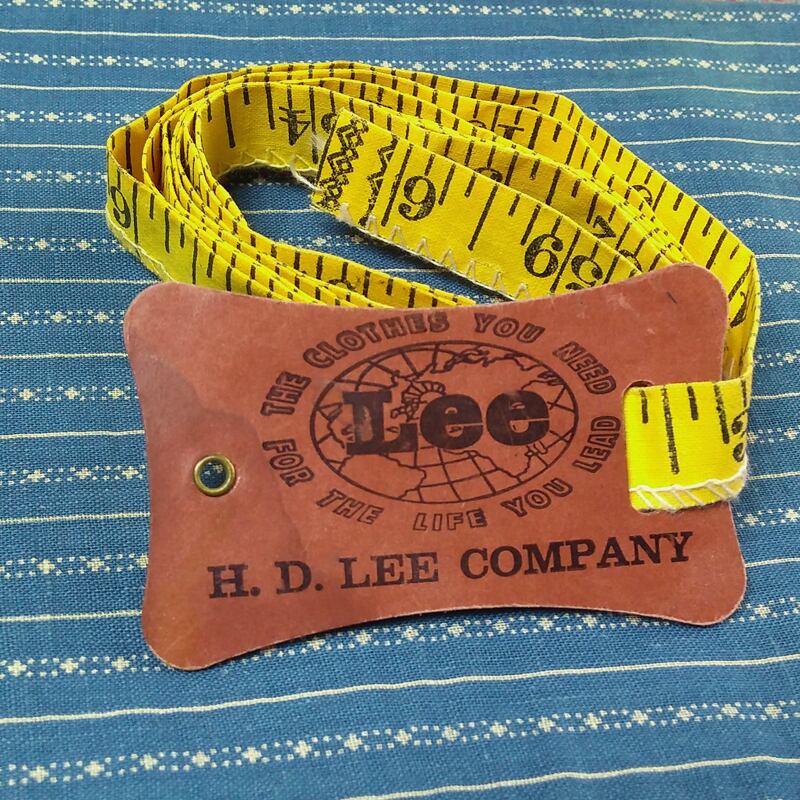 THE CLOTHES YOU NEED
Lee
FOR THE LIFE YOU LEAD
H. D. LEE COMPANY